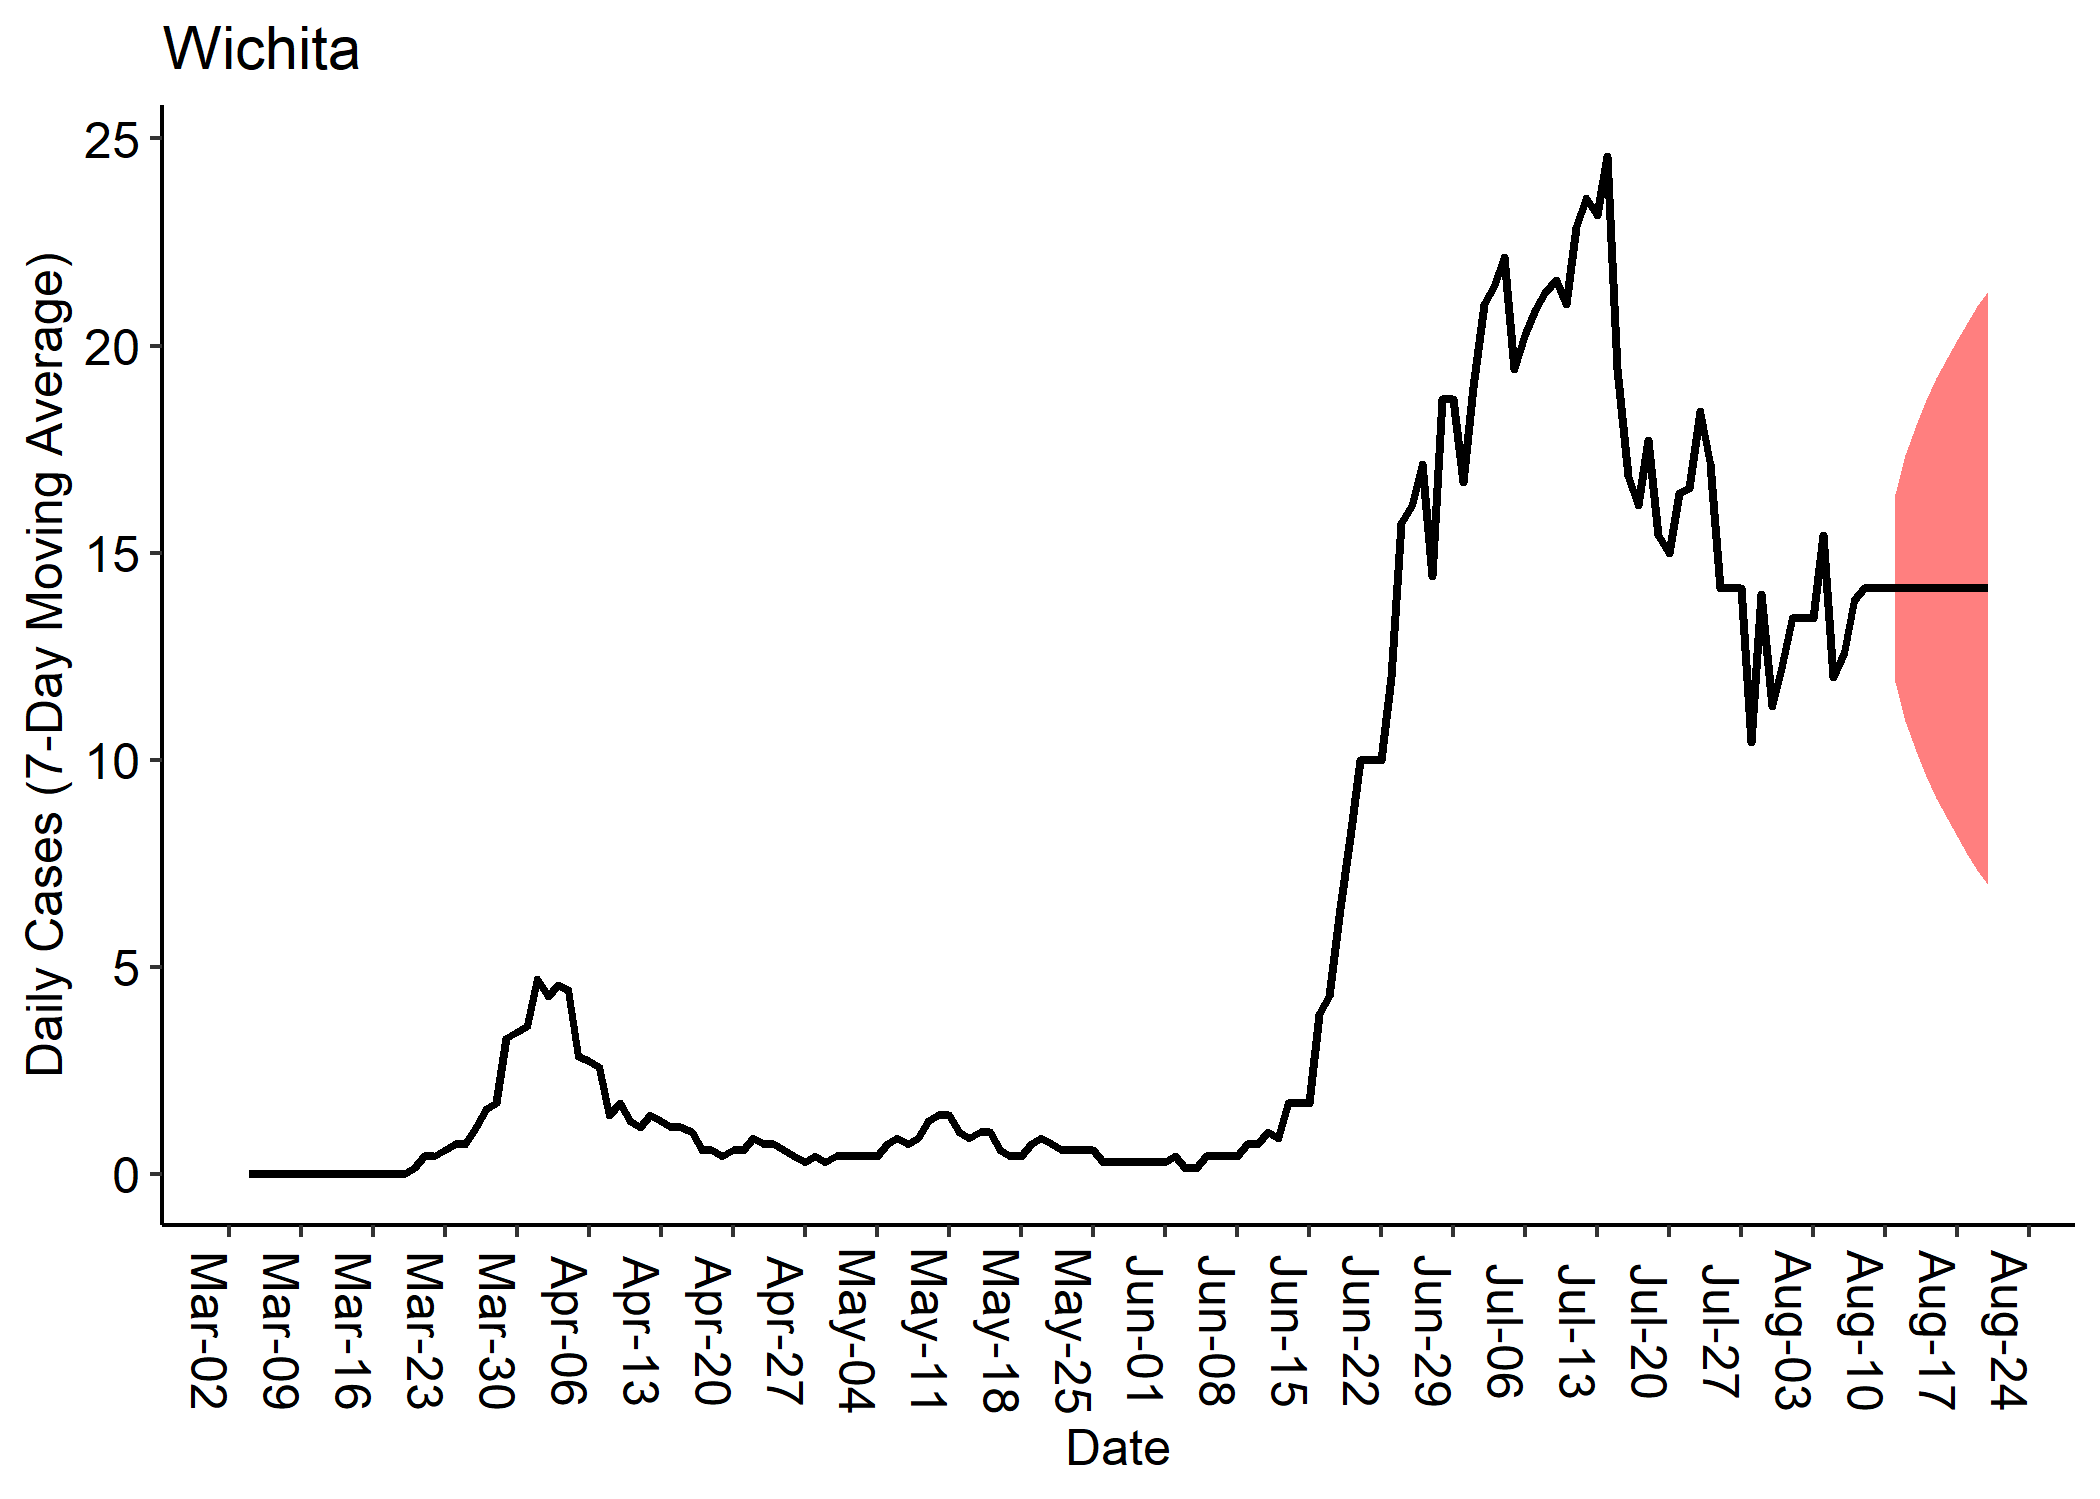 Wichita
Daily Cases (7-Day Moving Average)
25
20
15
10
5
0
Mar-02
Mar-09
Mar-16
Mar-23
Mar-30
Apr-06
Apr-13
Apr-20
Apr-27
May-04
May-11
May-18
May-25
Jun-01
Jun-08
Jun-15
Jun-22
Jun-29
Jul-06
Jul-13
Jul-20
Jul-27
Aug-03
Aug-10
Aug-17
Aug-24
Date